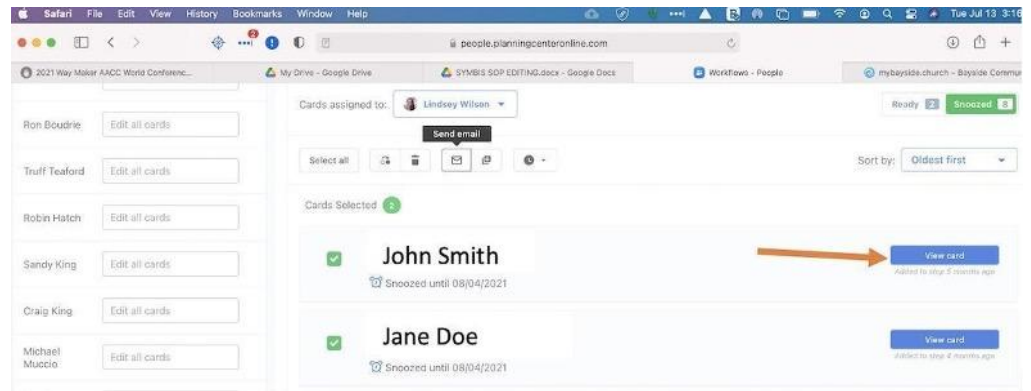 Safari File Edit View History Bookmarks Window Help Tue Jul 13 3:16
people.planningcenteronline.com
2021 Way Maker AACC World Conferenc... My Drive - Google Drive SYMBIS SOP EDITING.docx - Google Docs Workflows - People mybayside.church - Bayside Commu
Cards assigned to: Lindsey Wilson Ready 2 Snoozed 8
Ron Boudrie Edit all cards
Send email
Truff Teaford Edit all cards
Select all Sort by: Oldest first
Robin Hatch Edit all cards
Cards Selected 2
Sandy King Edit all cards
John Smith View card
Snoozed until 08/04/2021 Added to step 5 months ago
Craig King Edit all cards
Michael Muccio Edit all cards
Jane Doe View card
Snoozed until 08/04/2021 Added to step 4 months ago